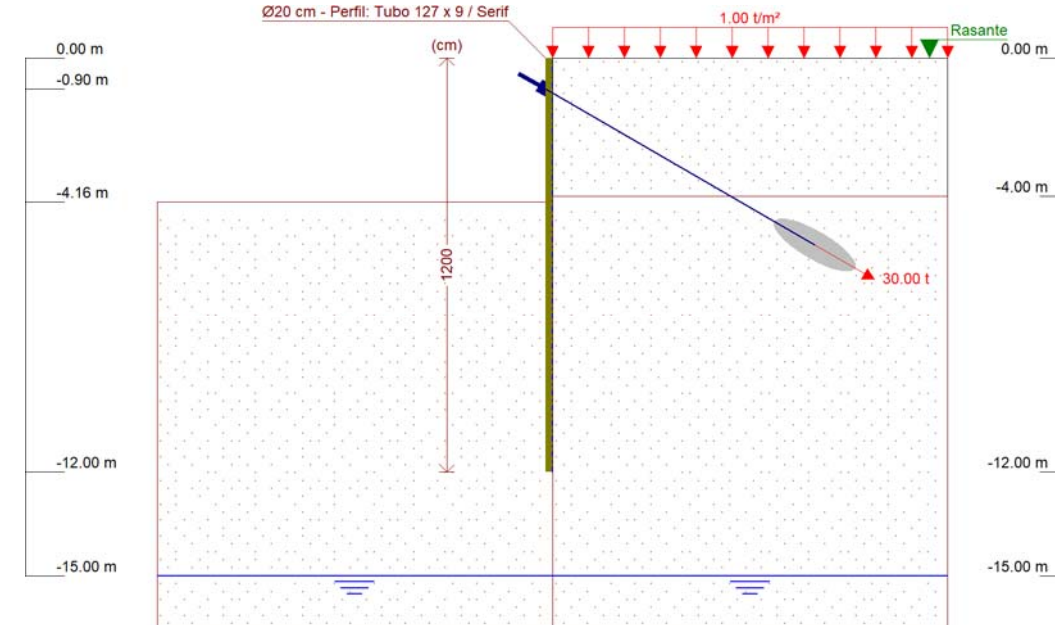 Ø20 cm - Perfil: Tubo 127 x 9 / Serif
1.00 t/m²
Rasante
(cm)
0.00 m
0.00 m
-0.90 m
-4.16 m
-4.00 m
1200
30.00 t
-12.00 m
-12.00 m
-15.00 m
-15.00 m